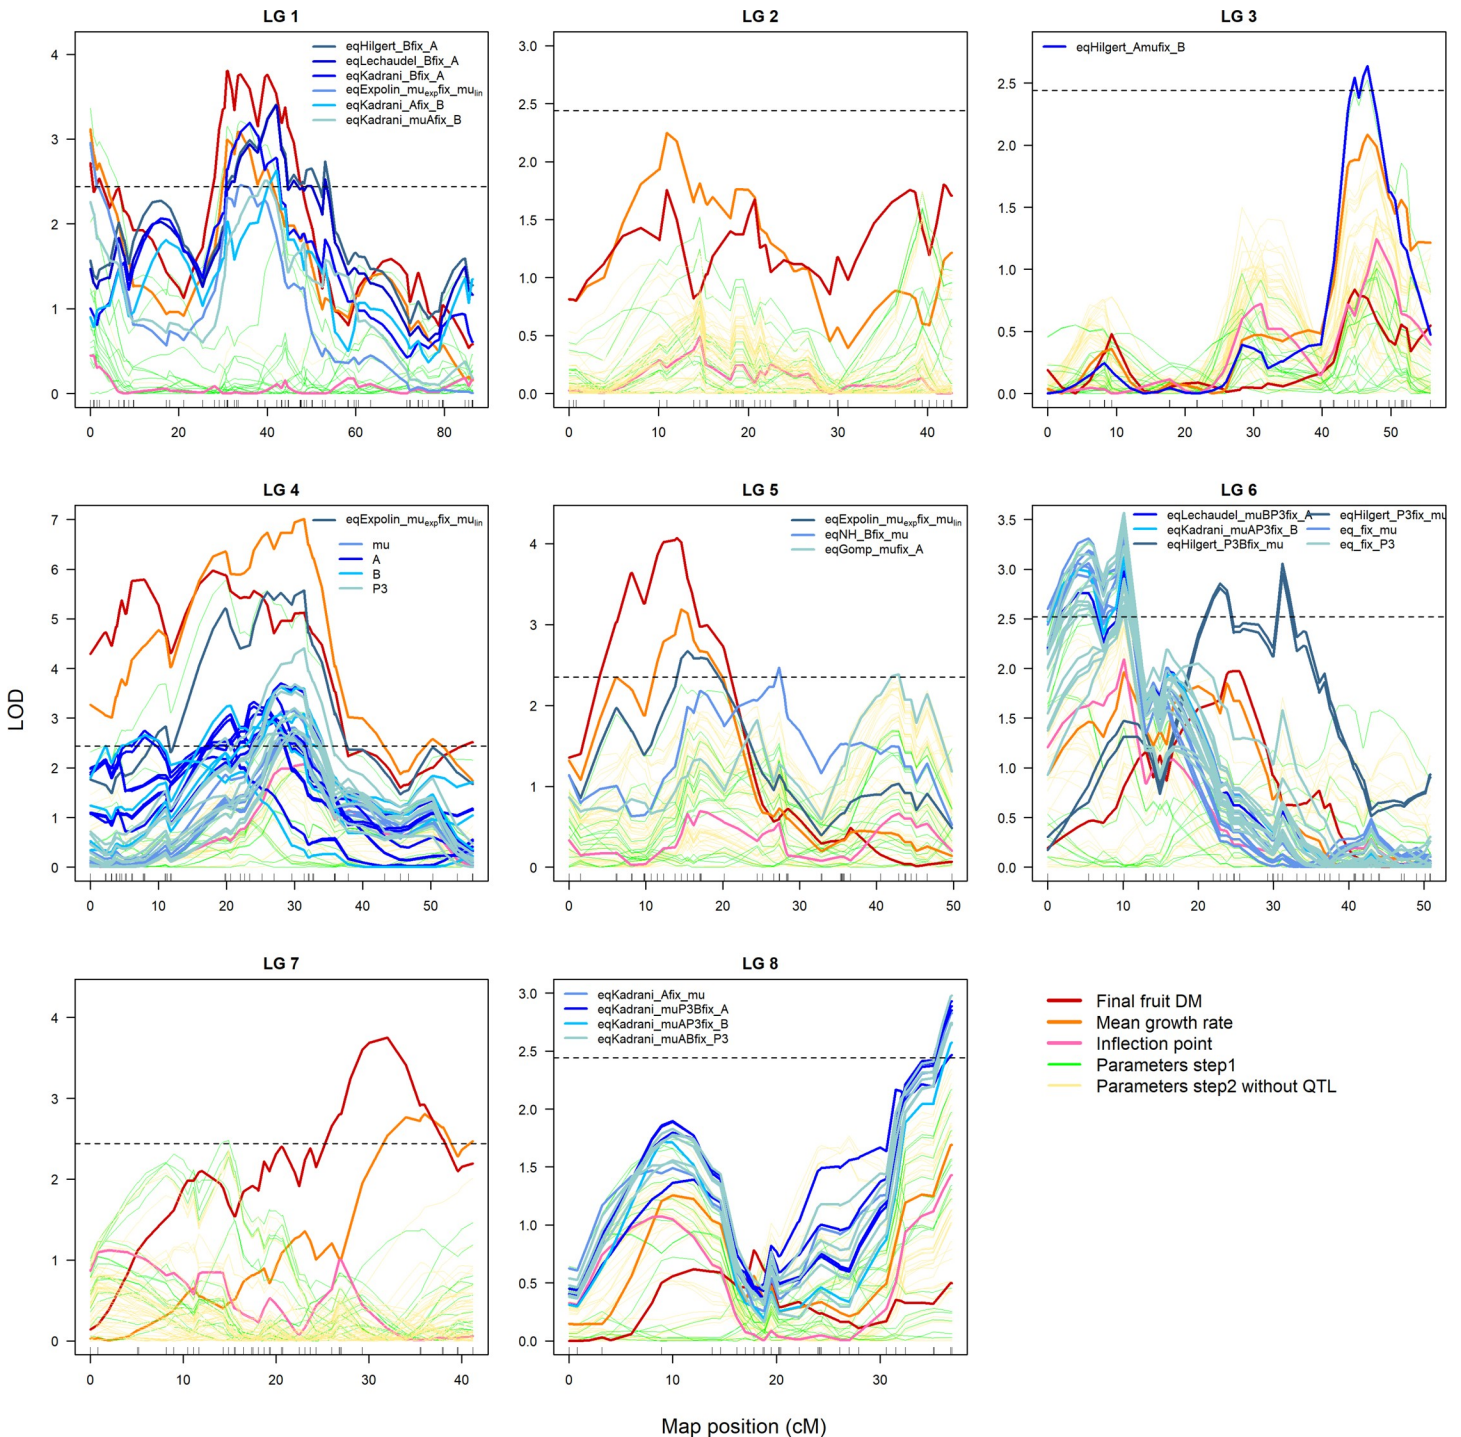 LG 1
eqHilgert_Bfix_A
eqLechaudel_Bfix_A
eqKadrani_Bfix_A
eqExpolin_mu_expfix_mu_lin
eqKadrani_Afix_B
eqKadrani_muAfix_B
4
3
2
1
0
0 20 40 60 80
LG 2
3.0
2.5
2.0
1.5
1.0
0.5
0.0
0 10 20 30 40
LG 3
eqHilgert_Amufix_B
2.5
2.0
1.5
1.0
0.5
0.0
0 10 20 30 40 50
LG 4
eqExpolin_mu_expfix_mu_lin
mu
A
B
P3
7
6
5
4
3
2
1
0
0 10 20 30 40 50
LG 5
eqExpolin_mu_expfix_mu_lin
eqNH_Bfix_mu
eqGomp_mufix_A
4
3
2
1
0
0 10 20 30 40 50
LG 6
eqLechaudel_muBP3fix_A eqHilgert_P3fix_mu
eqKadrani_muAP3fix_B eq_fix_mu
eqHilgert_P3Bfix_mu eq_fix_P3
3.5
3.0
2.5
2.0
1.5
1.0
0.5
0.0
0 10 20 30 40 50
LOD
LG 7
4
3
2
1
0
0 10 20 30 40
LG 8
eqKadrani_Afix_mu
eqKadrani_muP3Bfix_A
eqKadrani_muAP3fix_B
eqKadrani_muABfix_P3
3.0
2.5
2.0
1.5
1.0
0.5
0.0
0 10 20 30
Final fruit DM
Mean growth rate
Inflection point
Parameters step1
Parameters step2 without QTL
Map position (cM)